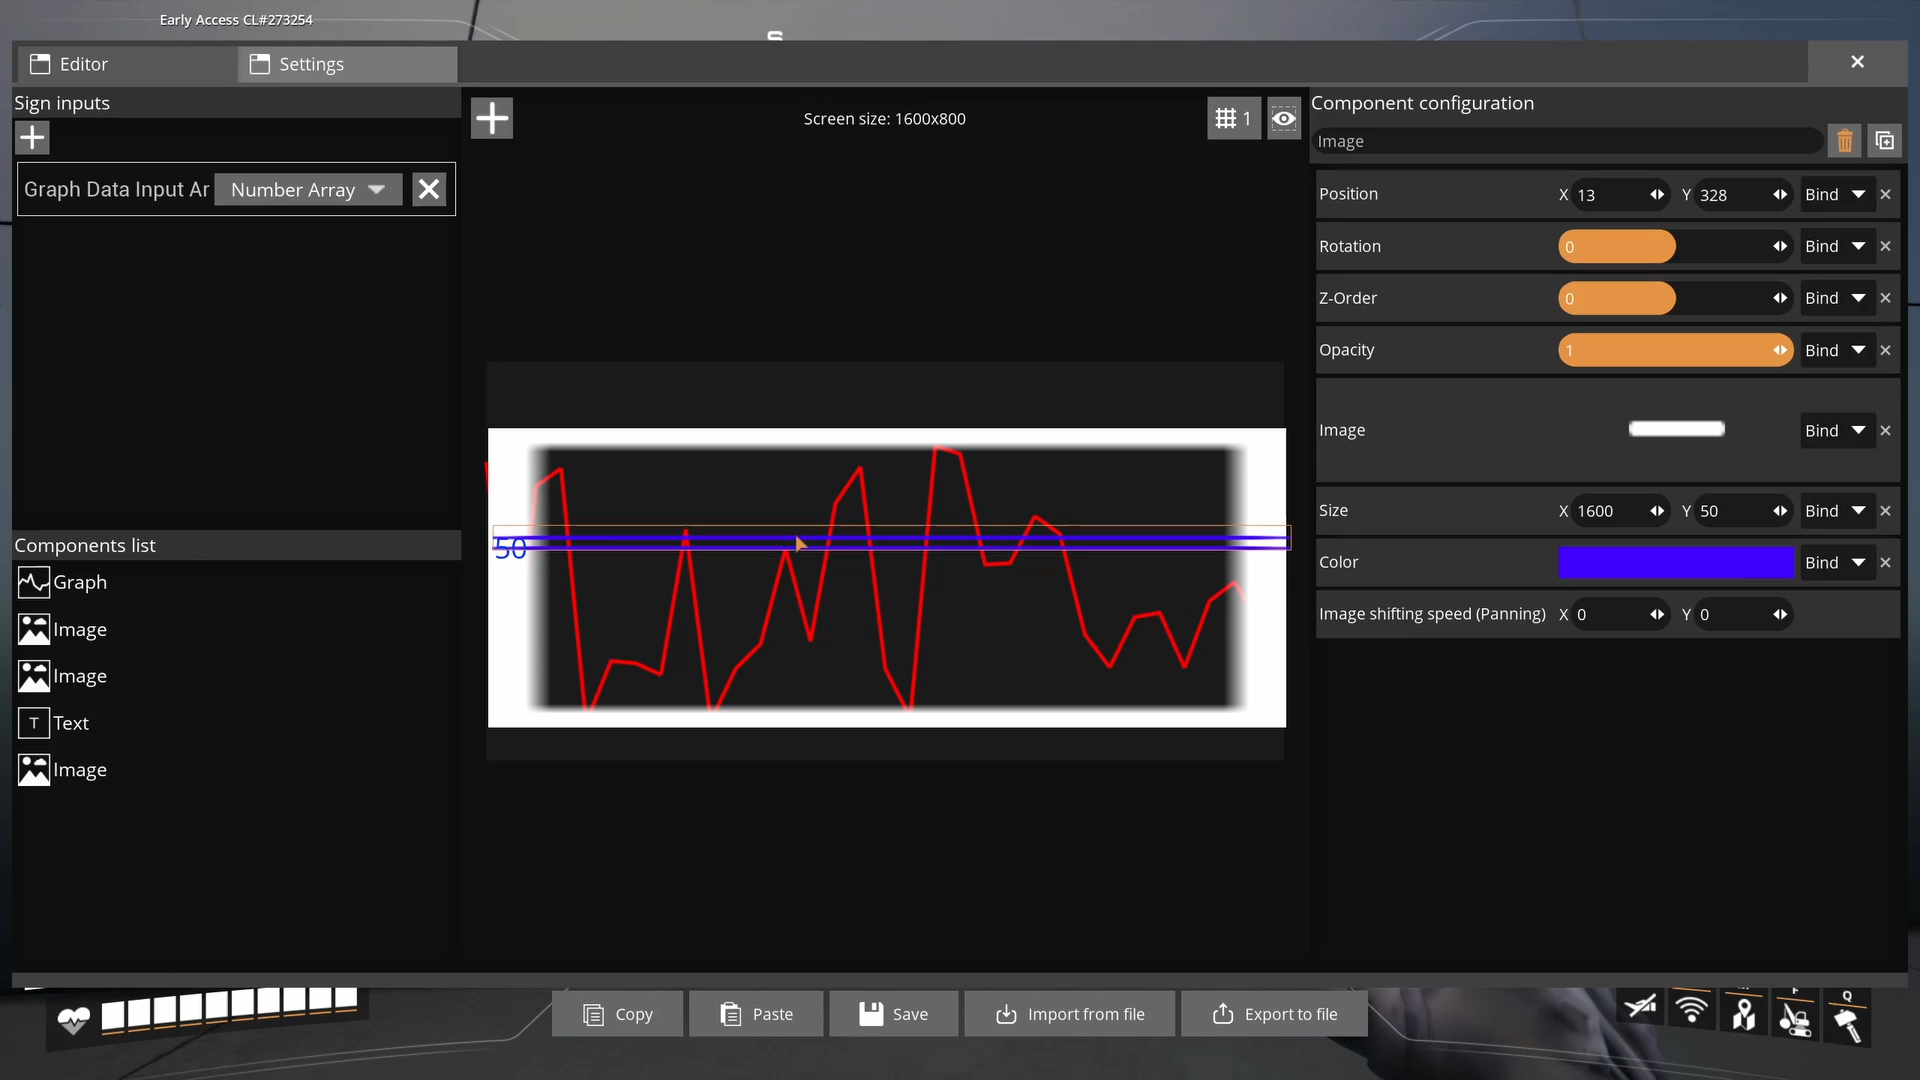 Early Access CL#273254
S
Editor
Settings
Sign inputs
Graph Data Input Ar
Number Array
Screen size: 1600x800
1
50
Components list
Graph
Image
Image
T Text
Image
Component configuration
Image
Position X 13 Y 328 Bind
Rotation 0 Bind
Z-Order 0 Bind
Opacity 1 Bind
Image Bind
Size X 1600 Y 50 Bind
Color Bind
Image shifting speed (Panning) X 0 Y 0
Copy
Paste
Save
Import from file
Export to file
Q